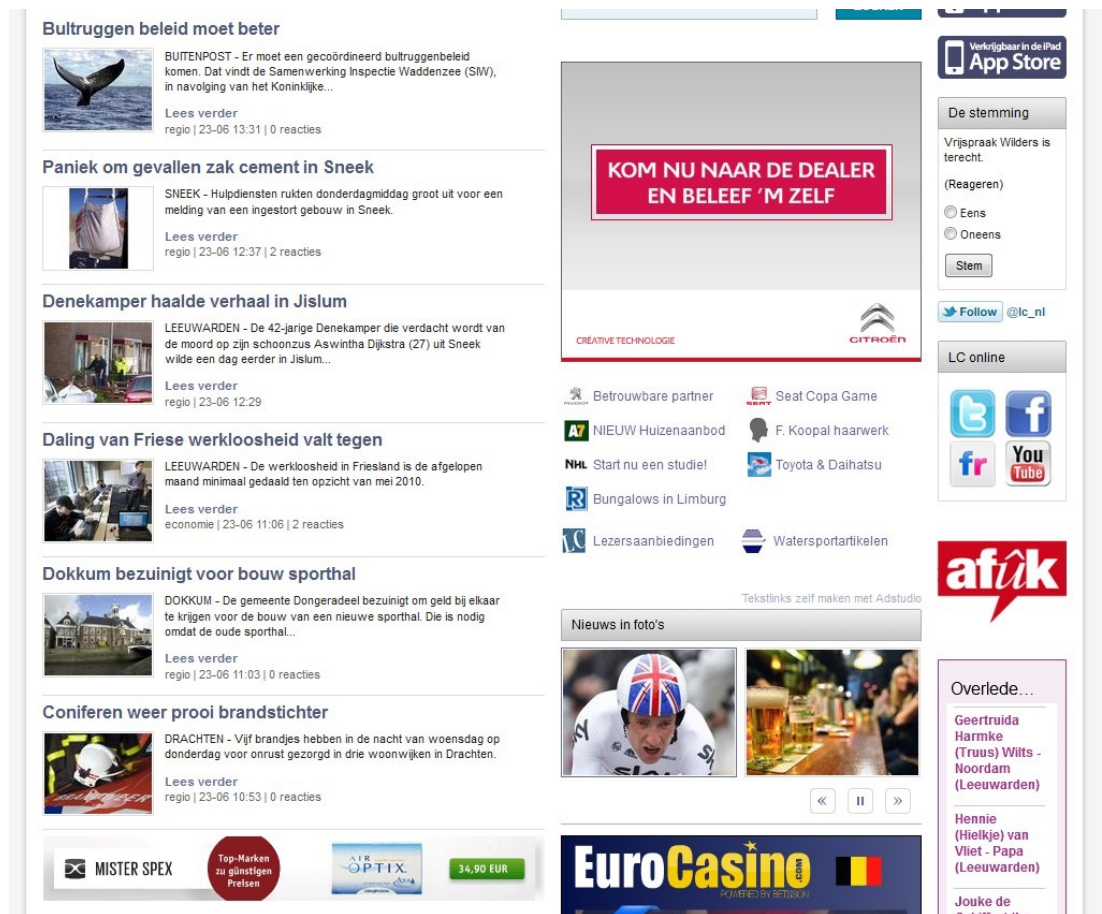 Bultruggen beleid moet beter
BUITENPOST - Er moet een gecoördineerd bultruggenbeleid
komen. Dat vindt de Samenwerking Inspectie Waddenzee (SIW),
in navolging van het Koninklijke...
Lees verder
regio | 23-06 13:31 | 0 reacties
Paniek om gevallen zak cement in Sneek
SNEEK - Hulpdiensten rukten donderdagmiddag groot uit voor een
melding van een ingestort gebouw in Sneek.
Lees verder
regio | 23-06 12:37 | 2 reacties
Denekamper haalde verhaal in Jislum
LEEUWARDEN - De 42-jarige Denekamper die verdacht wordt van
de moord op zijn schoonzus Aswintha Dijkstra (27) uit Sneek
wilde een dag eerder in Jislum...
Lees verder
regio | 23-06 12:29
Daling van Friese werkloosheid valt tegen
LEEUWARDEN - De werkloosheid in Friesland is de afgelopen
maand minimaal gedaald ten opzicht van mei 2010.
Lees verder
economie | 23-06 11:06 | 2 reacties
Dokkum bezuinigt voor bouw sporthal
DOKKUM - De gemeente Dongeradeel bezuinigt om geld bij elkaar
te krijgen voor de bouw van een nieuwe sporthal. Die is nodig
omdat de oude sporthal...
Lees verder
regio | 23-06 11:03 | 0 reacties
Coniferen weer prooi brandstichter
DRACHTEN - Vijf brandjes hebben in de nacht van woensdag op
donderdag voor onrust gezorgd in drie woonwijken in Drachten.
Lees verder
regio | 23-06 10:53 | 0 reacties
MISTER SPEX
Top-Marken
zu günstigen
Preisen
AIR
OPTIX
AQUA
34,90 EUR
KOM NU NAAR DE DEALER
EN BELEEF 'M ZELF
CRÉATIVE TECHNOLOGIE
CITROËN
PEUGEOT Betrouwbare partner
SEAT Seat Copa Game
A7 NIEUW Huizenaanbod
F. Koopal haarwerk
NHL Start nu een studie!
Toyota & Daihatsu
R Bungalows in Limburg
LC Lezersaanbiedingen
Watersportartikelen
Tekstlinks zelf maken met Adstudio
Nieuws in foto's
SKY
EuroCasino.com
POWERED BY BETSSON
Verkrijgbaar in de iPad
App Store
De stemming
Vrijspraak Wilders is
terecht.
(Reageren)
Eens
Oneens
Stem
Follow @lc_nl
LC online
t
f
fr
You
Tube
afûk
Overlede...
Geertruida
Harmke
(Truus) Wilts -
Noordam
(Leeuwarden)
Hennie
(Hielkje) van
Vliet - Papa
(Leeuwarden)
Jouke de